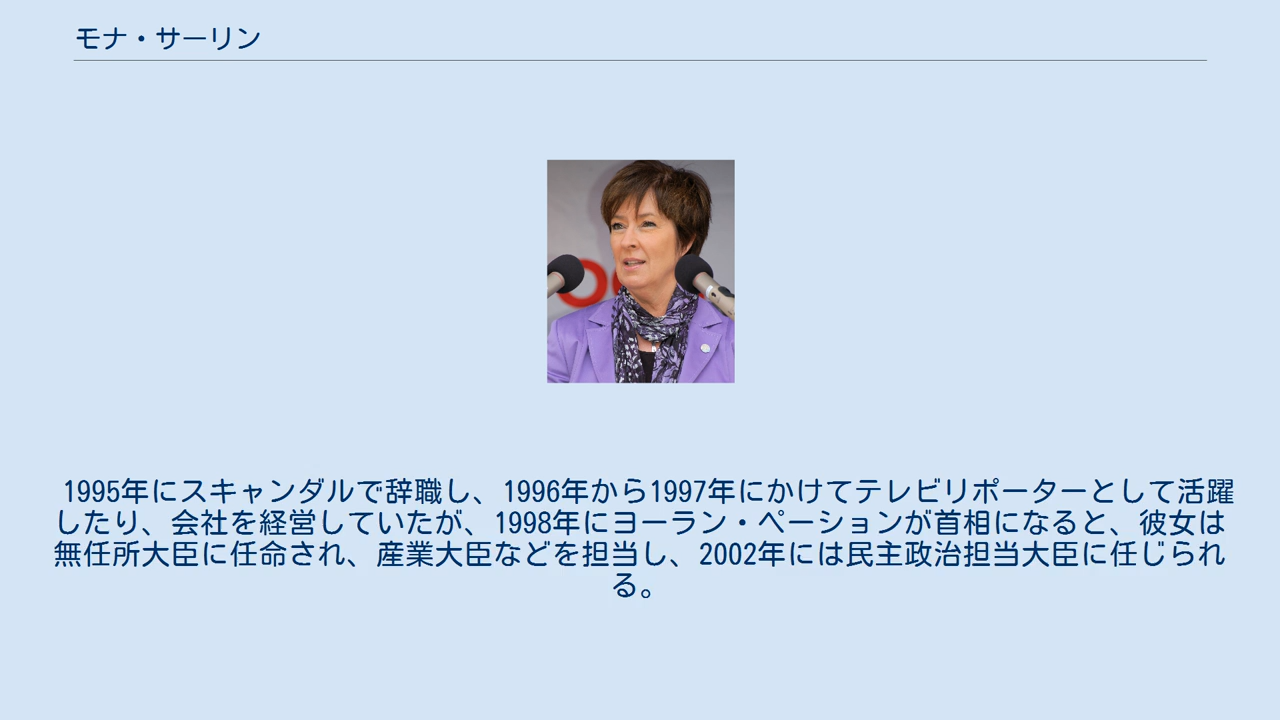 モナ・サーリン
1995年にスキャンダルで辞職し、1996年から1997年にかけてテレビリポーターとして活躍
したり、会社を経営していたが、1998年にヨーラン・ペーションが首相になると、彼女は
無任所大臣に任命され、産業大臣などを担当し、2002年には民主政治担当大臣に任じられ
る。